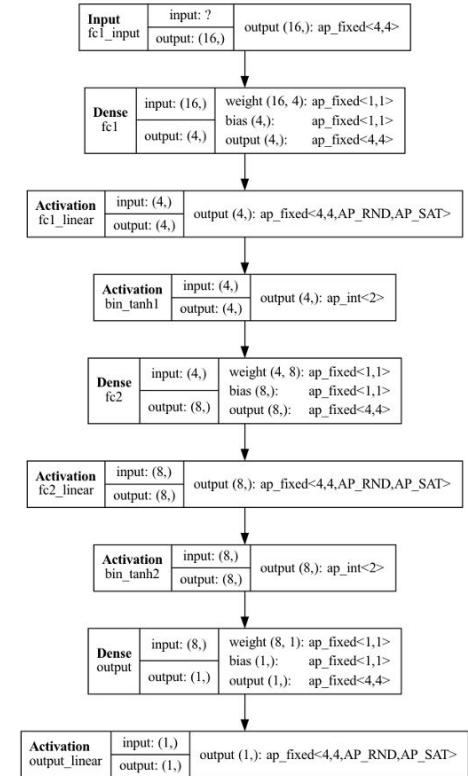 Input
fc1_input
input: ?
output: (16,)
output (16,): ap_fixed<4,4>
Dense
fc1
input: (16,)
output: (4,)
weight (16, 4): ap_fixed<1,1>
bias (4,): ap_fixed<1,1>
output (4,): ap_fixed<4,4>
Activation
fc1_linear
input: (4,)
output: (4,)
output (4,): ap_fixed<4,4,AP_RND,AP_SAT>
Activation
bin_tanh1
input: (4,)
output: (4,)
output (4,): ap_int<2>
Dense
fc2
input: (4,)
output: (8,)
weight (4, 8): ap_fixed<1,1>
bias (8,): ap_fixed<1,1>
output (8,): ap_fixed<4,4>
Activation
fc2_linear
input: (8,)
output: (8,)
output (8,): ap_fixed<4,4,AP_RND,AP_SAT>
Activation
bin_tanh2
input: (8,)
output: (8,)
output (8,): ap_int<2>
Dense
output
input: (8,)
output: (1,)
weight (8, 1): ap_fixed<1,1>
bias (1,): ap_fixed<1,1>
output (1,): ap_fixed<4,4>
Activation
output_linear
input: (1,)
output: (1,)
output (1,): ap_fixed<4,4,AP_RND,AP_SAT>